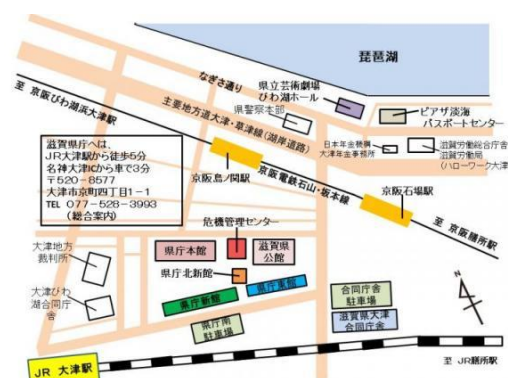 琵琶湖
なぎさ通り
県立芸術劇場
びわ湖ホール
至 京阪びわ湖浜大津駅
主要地方道大津・草津線(湖岸道路)
県警察本部
ピアザ淡海
パスポートセンター
日本年金機構
大津年金事務所
滋賀労働総合庁舎
滋賀労働局
(ハローワーク大津
滋賀県庁へは、
JR大津駅から徒歩5分
名神大津ICから車で3分
〒520-8577
大津市京町四丁目1-1
TEL 077-528-3993
(総合案内)
京阪島ノ関駅
京阪電鉄石山・坂本線
京阪石場駅
至 京阪膳所駅
危機管理センター
県庁本館
滋賀県
公館
大津地方
裁判所
県庁北新館
県庁東館
県庁新館
大津びわ
湖合同庁
舎
県庁南
駐車場
合同庁舎
駐車場
滋賀県大津
合同庁舎
N
JR 大津駅
至 JR膳所駅